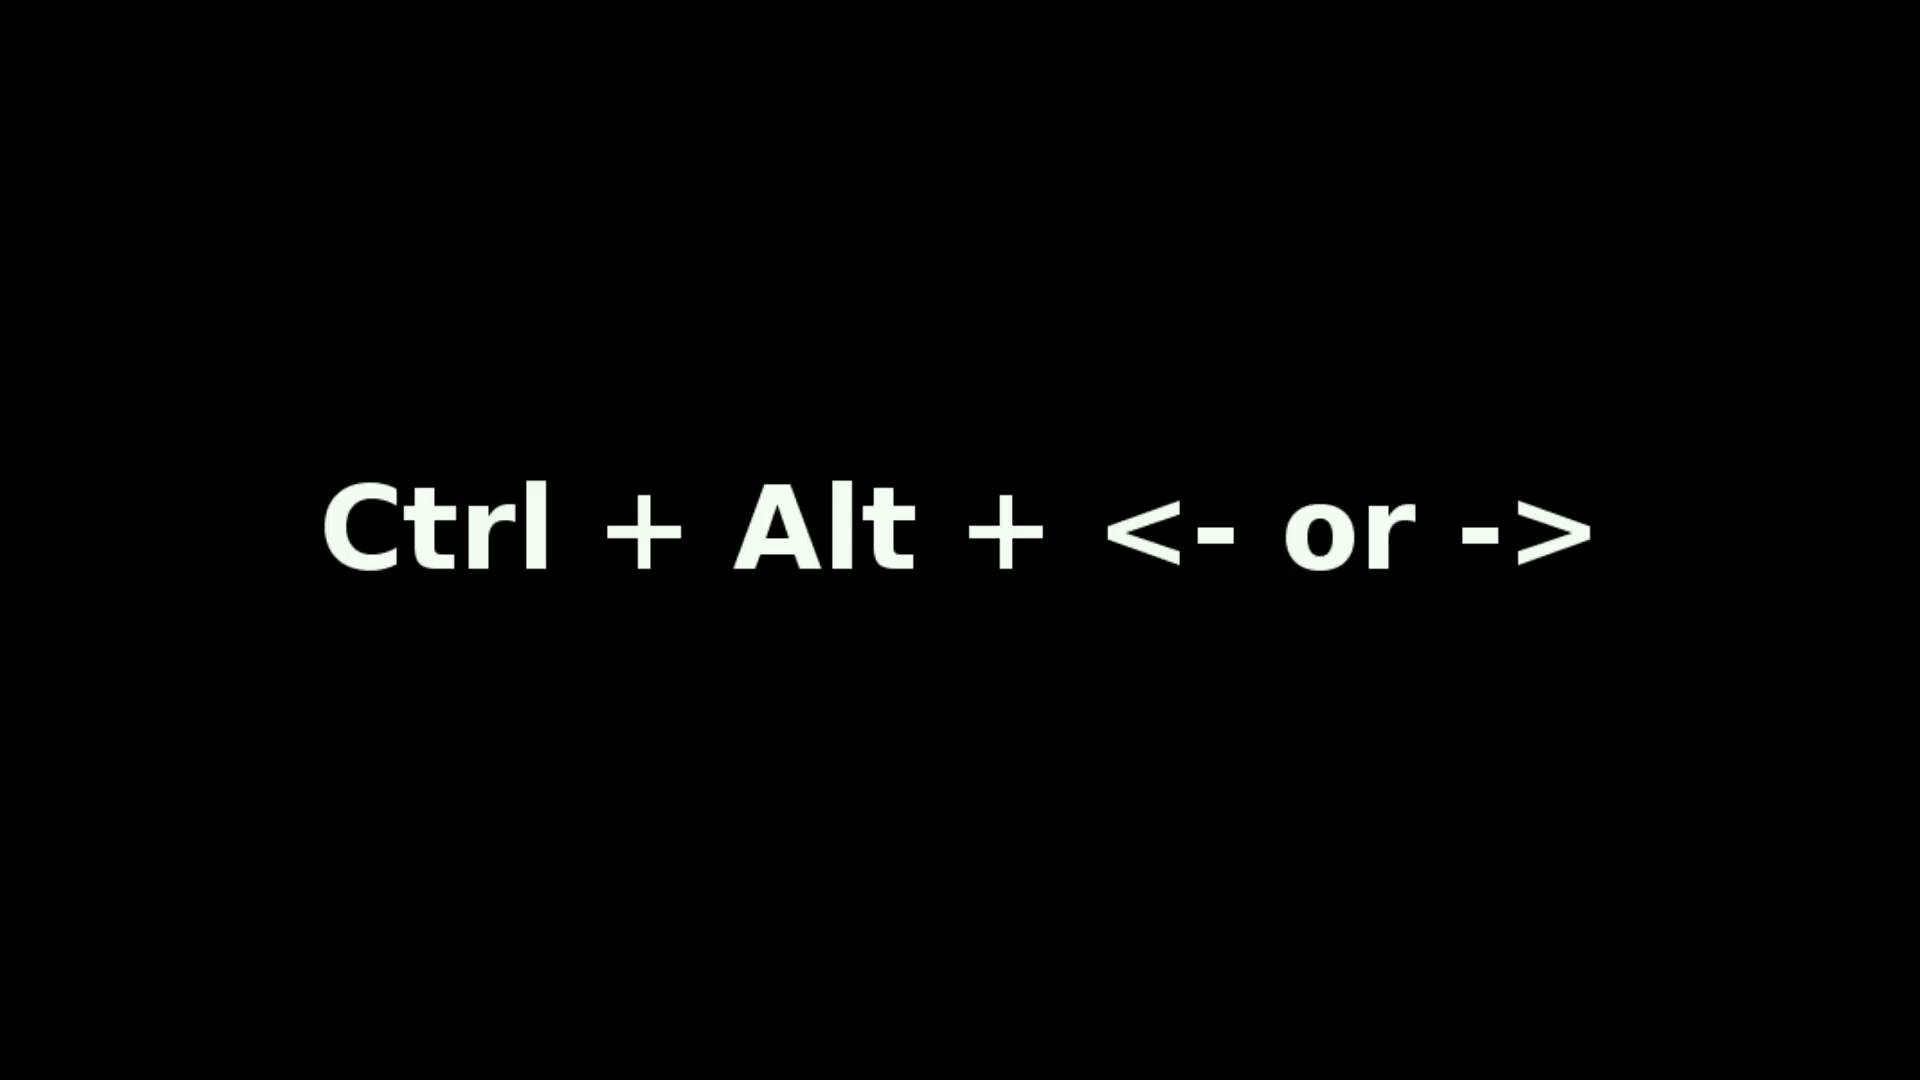 Ctrl + Alt + <- or ->